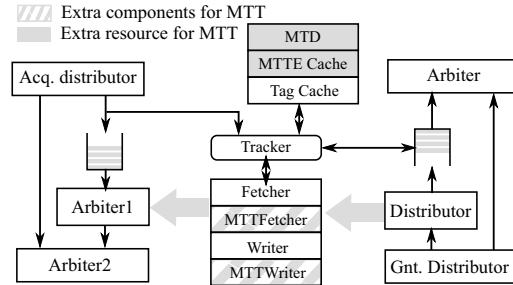 Extra components for MTT
Extra resource for MTT
MTD
MTTE Cache
Tag Cache
Acq. distributor
Arbiter
Tracker
Fetcher
MTTFetcher
Writer
MTTWriter
Arbiter1
Arbiter2
Distributor
Gnt. Distributor